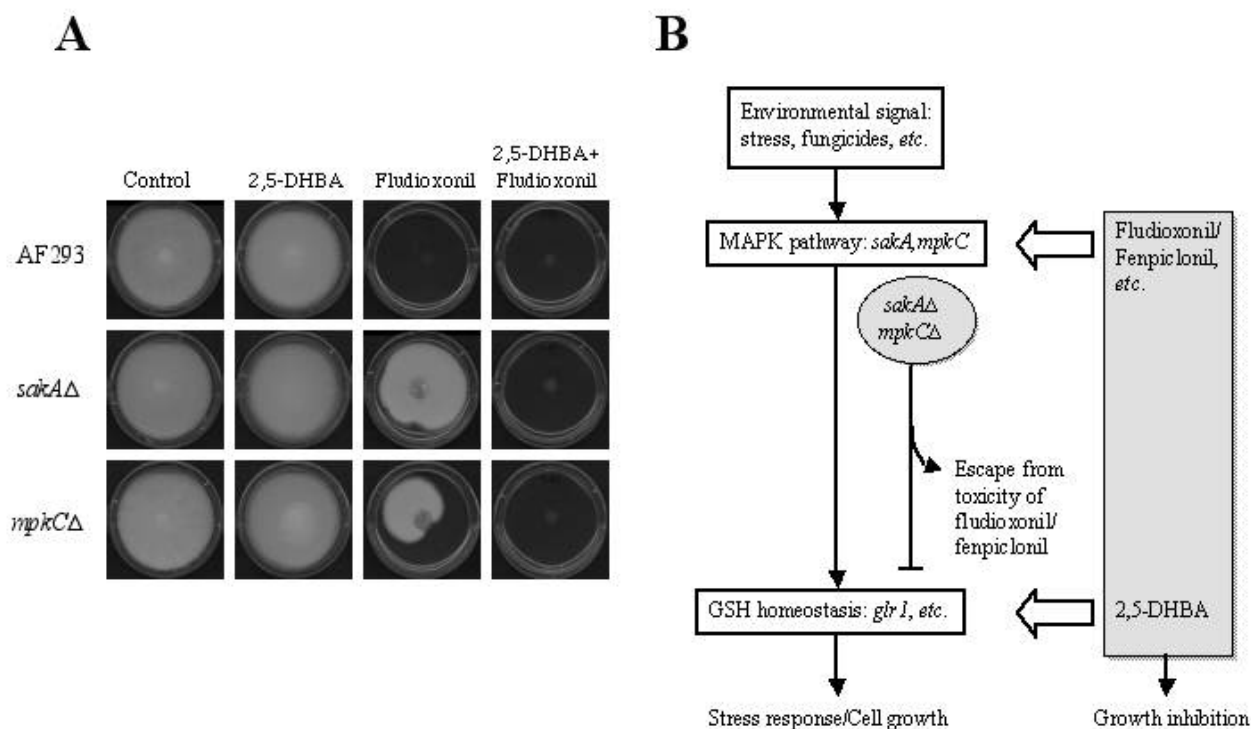 A
B
Control
2,5-DHBA
Fludioxonil
2,5-DHBA+
Fludioxonil
AF293
sakAΔ
mpkCΔ
Environmental signal:
stress, fungicides, etc.
MAPK pathway: sakA, mpkC
sakAΔ
mpkCΔ
Escape from
toxicity of
fludioxonil/
fenpiclonil
GSH homeostasis: glr1, etc.
Stress response/Cell growth
Fludioxonil/
Fenpiclonil,
etc.
2,5-DHBA
Growth inhibition